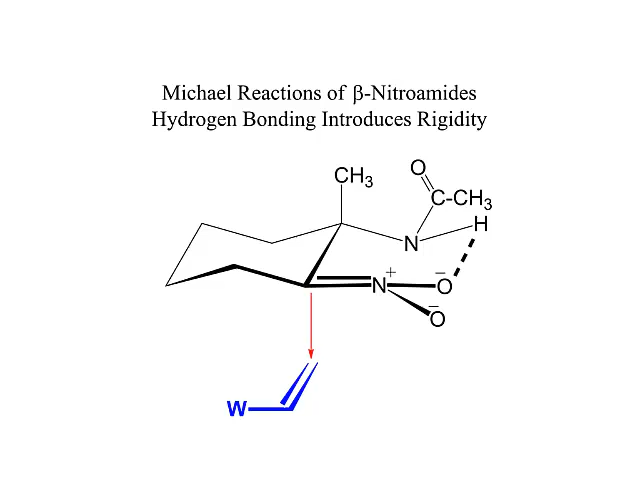 Michael Reactions of β-Nitroamides
Hydrogen Bonding Introduces Rigidity
CH3
O
C-CH3
H
N
N+
O−
O−
W